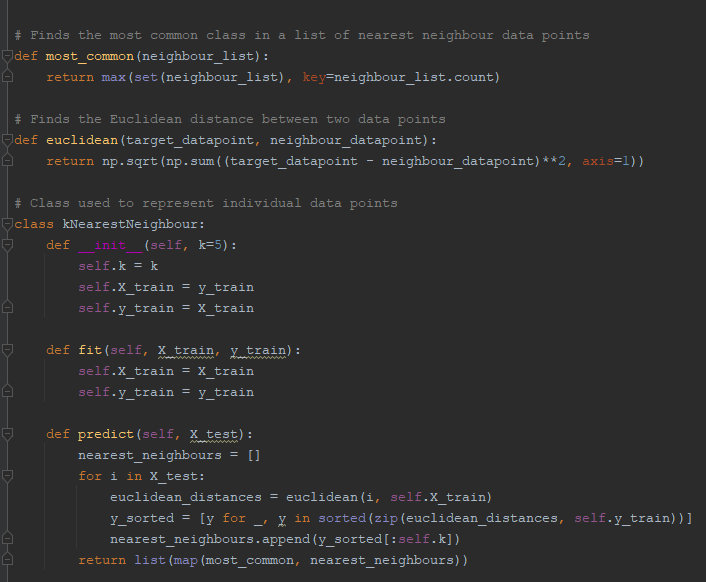 # Finds the most common class in a list of nearest neighbour data points
def most_common(neighbour_list):
    return max(set(neighbour_list), key=neighbour_list.count)
# Finds the Euclidean distance between two data points
def euclidean(target_datapoint, neighbour_datapoint):
    return np.sqrt(np.sum((target_datapoint - neighbour_datapoint)**2, axis=1))
# Class used to represent individual data points
class kNearestNeighbour:
    def __init__(self, k=5):
        self.k = k
        self.X_train = y_train
        self.y_train = X_train
    def fit(self, X_train, y_train):
        self.X_train = X_train
        self.y_train = y_train
    def predict(self, X_test):
        nearest_neighbours = []
        for i in X_test:
            euclidean_distances = euclidean(i, self.X_train)
            y_sorted = [y for _, y in sorted(zip(euclidean_distances, self.y_train))]
            nearest_neighbours.append(y_sorted[:self.k])
        return list(map(most_common, nearest_neighbours))